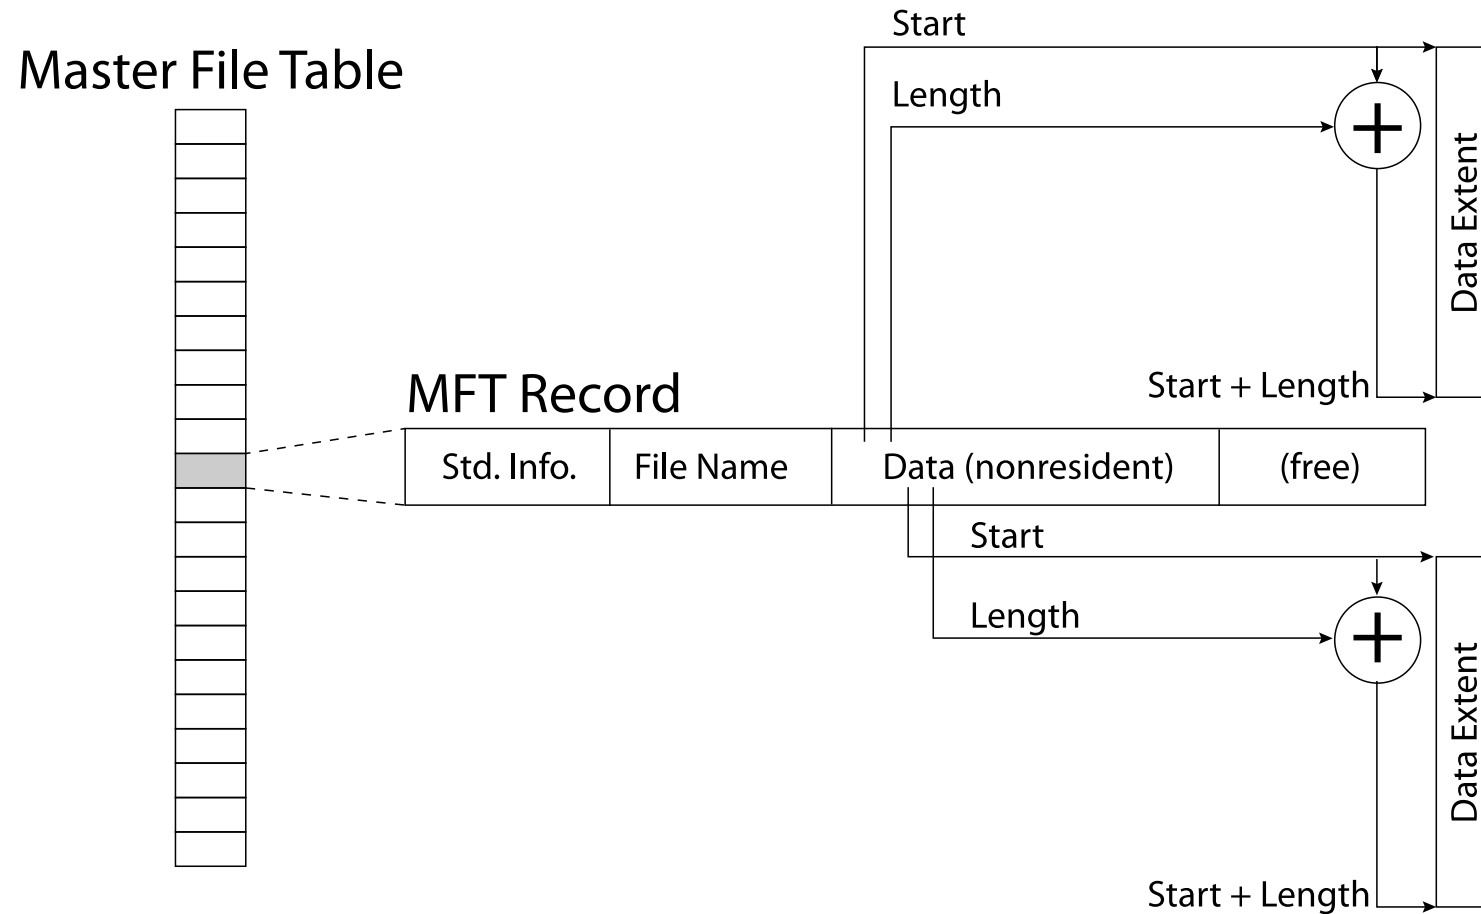 Start
Master File Table
Length
+
Data Extent
Start + Length
MFT Record
Std. Info.
File Name
Data (nonresident)
(free)
Start
Length
+
Data Extent
Start + Length